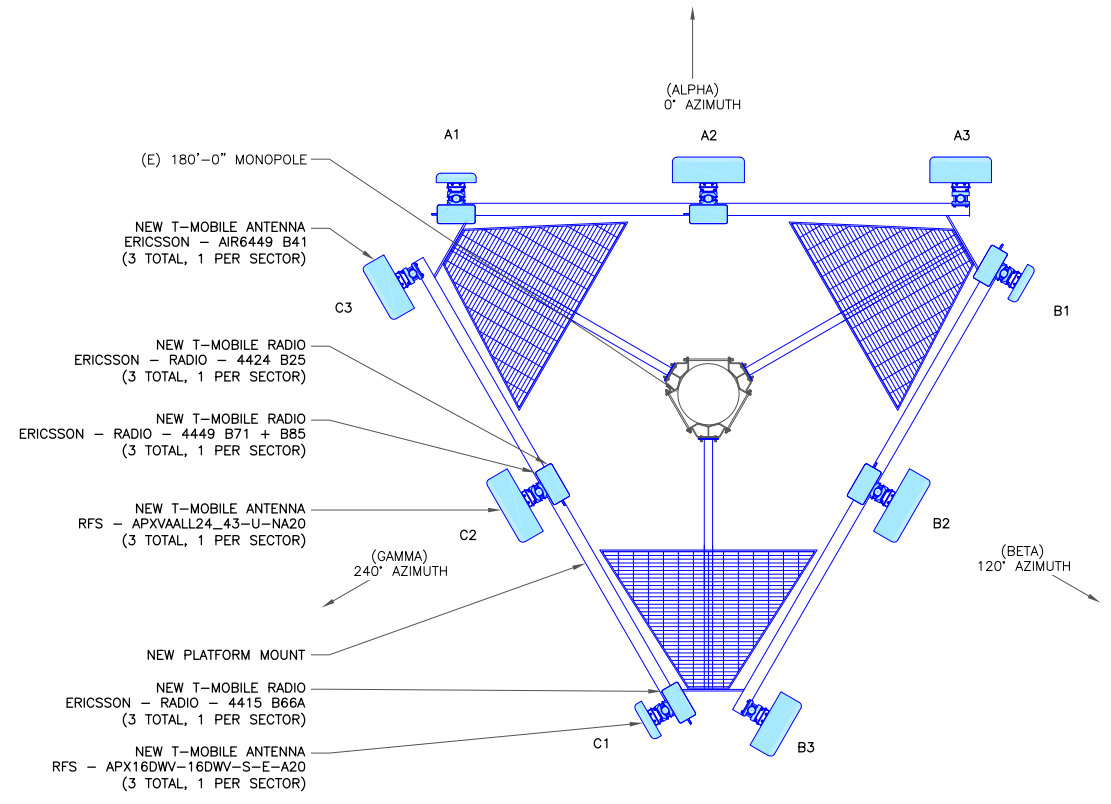 (ALPHA)
0° AZIMUTH
A1
A2
A3
(E) 180'-0" MONOPOLE
NEW T-MOBILE ANTENNA
ERICSSON - AIR6449 B41
(3 TOTAL, 1 PER SECTOR)
C3
B1
NEW T-MOBILE RADIO
ERICSSON - RADIO - 4424 B25
(3 TOTAL, 1 PER SECTOR)
NEW T-MOBILE RADIO
ERICSSON - RADIO - 4449 B71 + B85
(3 TOTAL, 1 PER SECTOR)
NEW T-MOBILE ANTENNA
RFS - APXVAALL24_43-U-NA20
(3 TOTAL, 1 PER SECTOR)
C2
B2
(GAMMA)
240° AZIMUTH
(BETA)
120° AZIMUTH
NEW PLATFORM MOUNT
NEW T-MOBILE RADIO
ERICSSON - RADIO - 4415 B66A
(3 TOTAL, 1 PER SECTOR)
C1
B3
NEW T-MOBILE ANTENNA
RFS - APX16DWV-16DWV-S-E-A20
(3 TOTAL, 1 PER SECTOR)